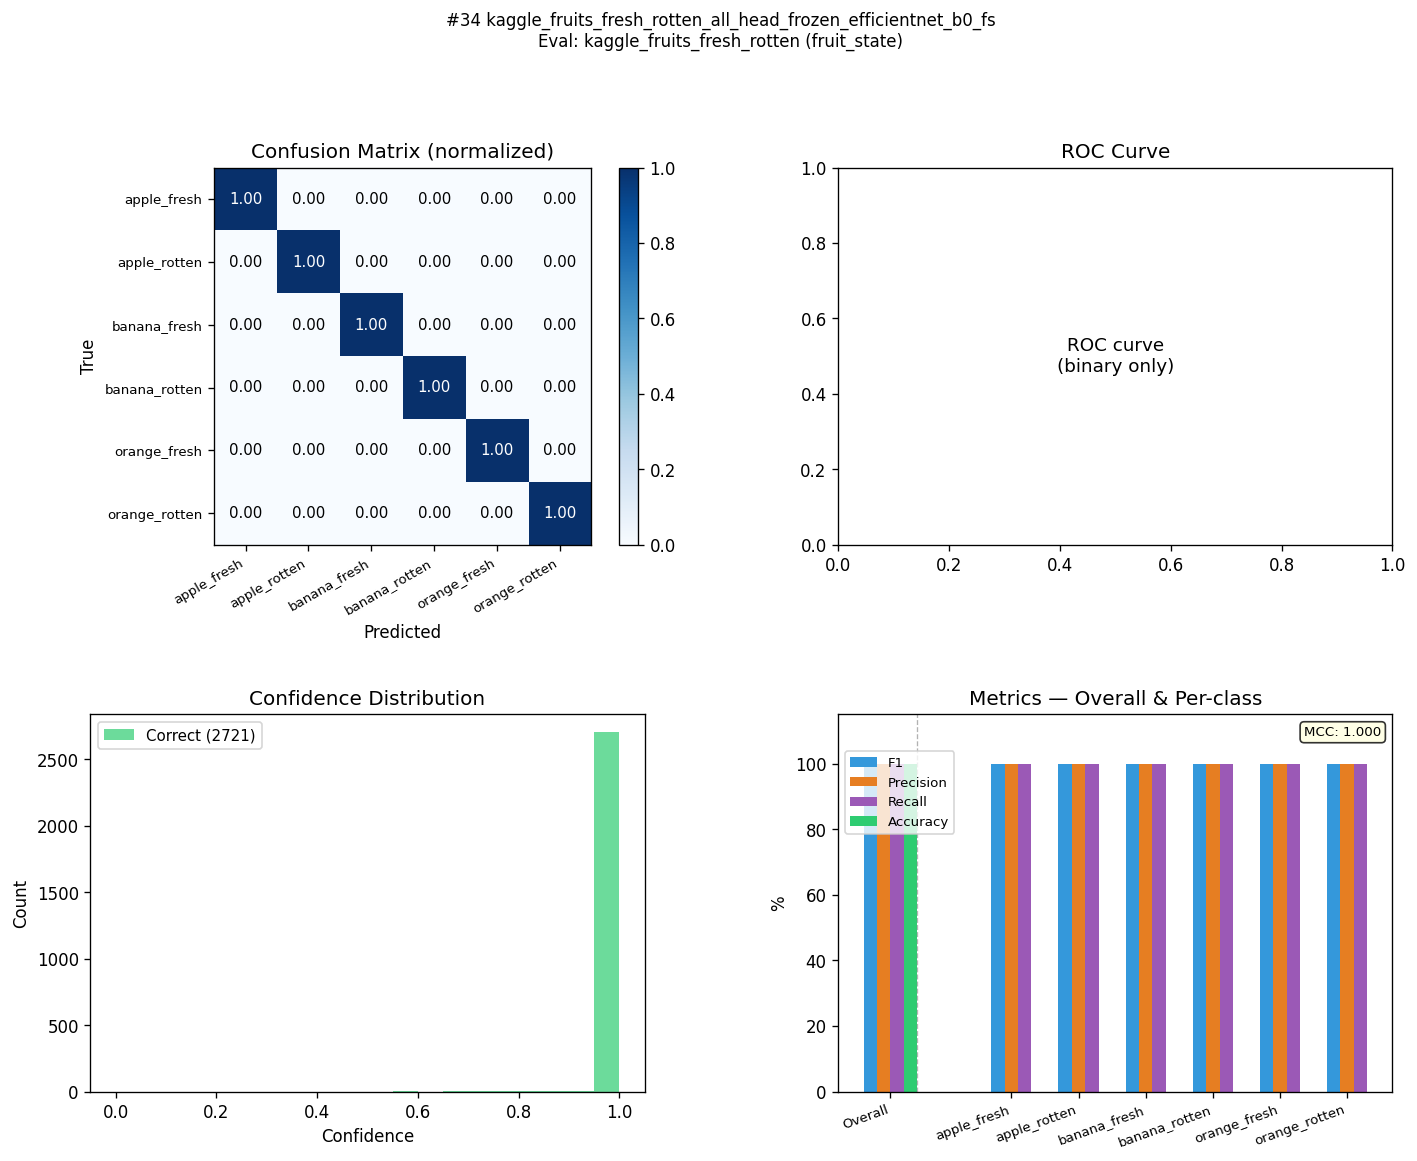 #34 kaggle_fruits_fresh_rotten_all_head_frozen_efficientnet_b0_fs
Eval: kaggle_fruits_fresh_rotten (fruit_state)
Confusion Matrix (normalized)
True
apple_fresh 1.00 0.00 0.00 0.00 0.00 0.00
apple_rotten 0.00 1.00 0.00 0.00 0.00 0.00
banana_fresh 0.00 0.00 1.00 0.00 0.00 0.00
banana_rotten 0.00 0.00 0.00 1.00 0.00 0.00
orange_fresh 0.00 0.00 0.00 0.00 1.00 0.00
orange_rotten 0.00 0.00 0.00 0.00 0.00 1.00
apple_fresh apple_rotten banana_fresh banana_rotten orange_fresh orange_rotten
Predicted
1.0
0.8
0.6
0.4
0.2
0.0
ROC Curve
1.0
0.8
0.6
0.4
0.2
0.0
ROC curve
(binary only)
0.0 0.2 0.4 0.6 0.8 1.0
Confidence Distribution
Correct (2721)
Count
2500
2000
1500
1000
500
0
0.0 0.2 0.4 0.6 0.8 1.0
Confidence
Metrics — Overall & Per-class
MCC: 1.000
F1
Precision
Recall
Accuracy
%
100
80
60
40
20
0
Overall apple_fresh apple_rotten banana_fresh banana_rotten orange_fresh orange_rotten